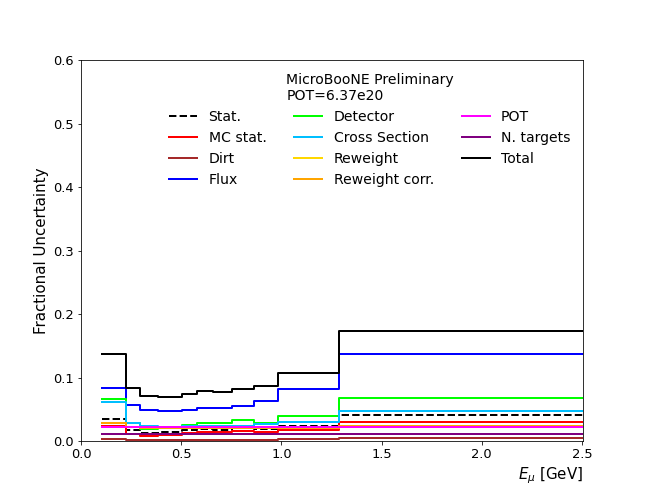 MicroBooNE Preliminary
POT=6.37e20
Stat.
MC stat.
Dirt
Flux
Detector
Cross Section
Reweight
Reweight corr.
POT
N. targets
Total
Fractional Uncertainty
0.6
0.5
0.4
0.3
0.2
0.1
0.0
0.0 0.5 1.0 1.5 2.0 2.5
Eμ [GeV]